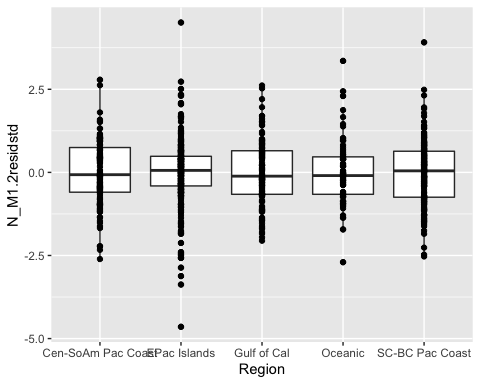 N_M1.2residstd
2.5
0.0
-2.5
-5.0
Cen-SoAm Pac Coast EPac Islands Gulf of Cal Oceanic SC-BC Pac Coast
Region